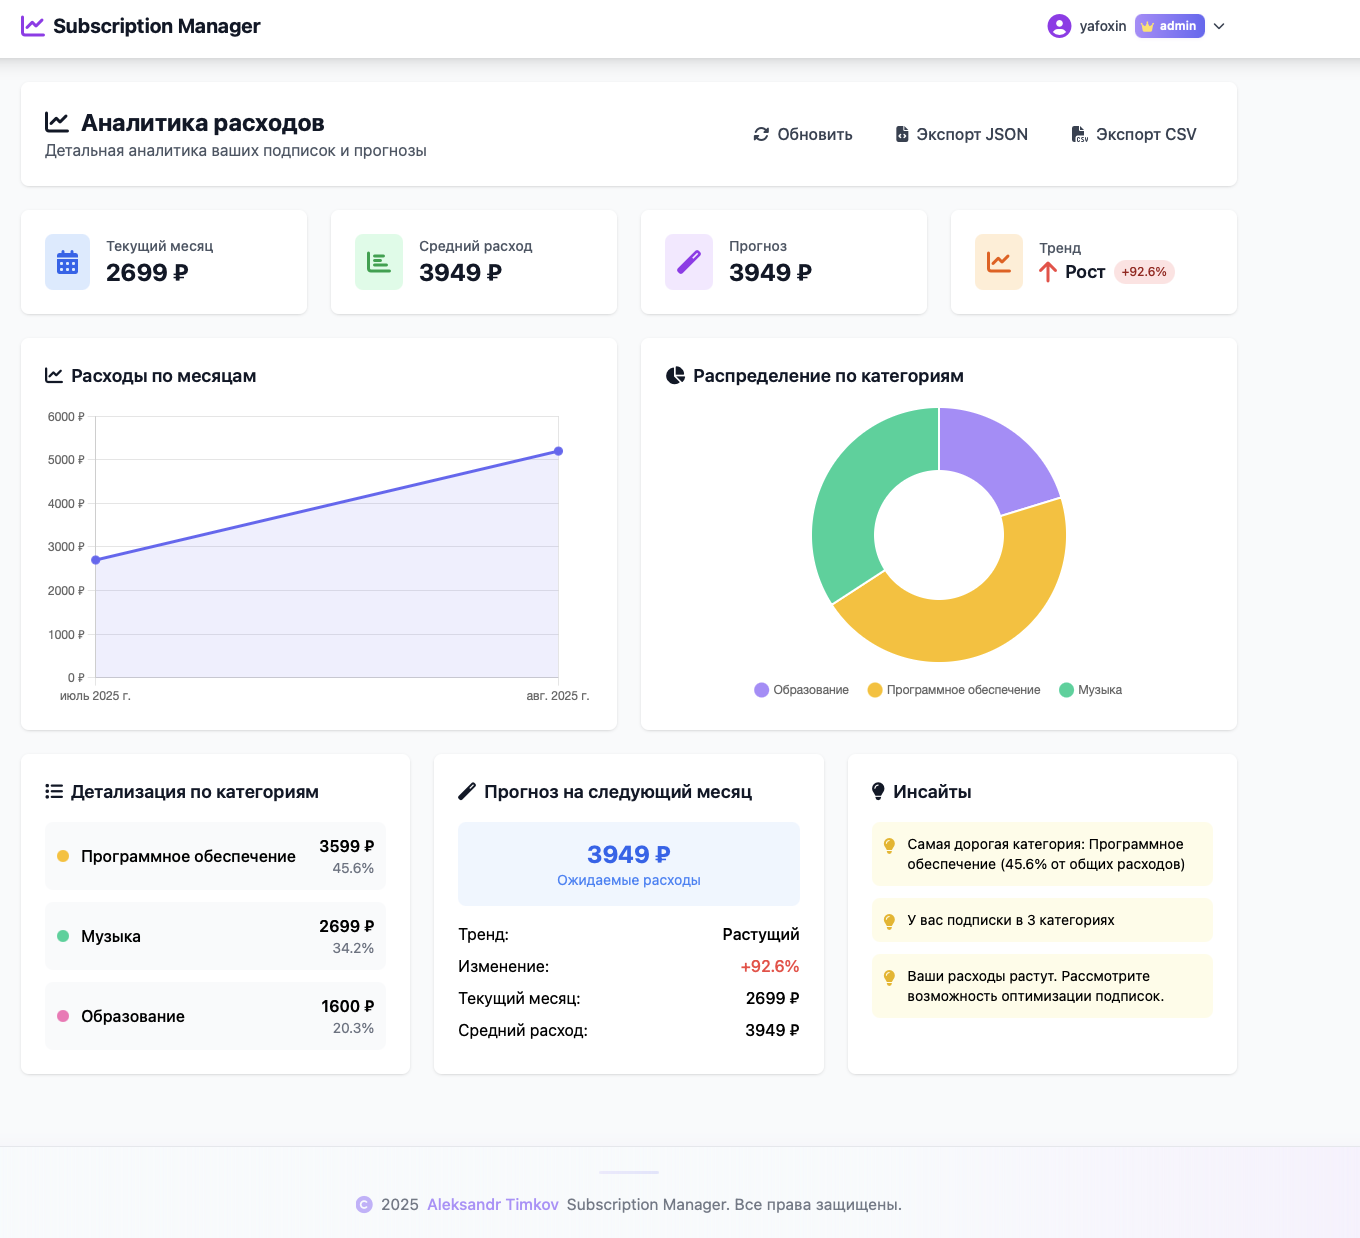 Subscription Manager
yafoxin
admin
Аналитика расходов
Детальная аналитика ваших подписок и прогнозы
Обновить
Экспорт JSON
CSV
Экспорт CSV
Текущий месяц
2699 ₽
Средний расход
3949 ₽
Прогноз
3949 ₽
Тренд
Рост
+92.6%
Расходы по месяцам
6000 ₽
5000 ₽
4000 ₽
3000 ₽
2000 ₽
1000 ₽
0 ₽
июль 2025 г.
авг. 2025 г.
Распределение по категориям
Образование
Программное обеспечение
Музыка
Детализация по категориям
Программное обеспечение
3599 ₽
45.6%
Музыка
2699 ₽
34.2%
Образование
1600 ₽
20.3%
Прогноз на следующий месяц
3949 ₽
Ожидаемые расходы
Тренд: Растущий
Изменение: +92.6%
Текущий месяц: 2699 ₽
Средний расход: 3949 ₽
Инсайты
Самая дорогая категория: Программное
обеспечение (45.6% от общих расходов)
У вас подписки в 3 категориях
Ваши расходы растут. Рассмотрите
возможность оптимизации подписок.
© 2025 Aleksandr Timkov Subscription Manager. Все права защищены.